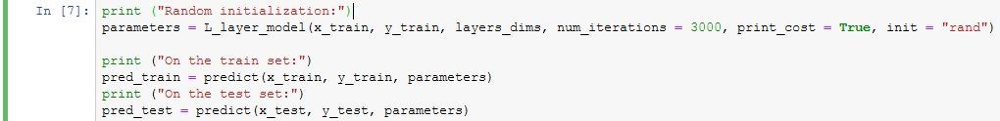 In [7]: print ("Random initialization:")
parameters = L_layer_model(x_train, y_train, layers_dims, num_iterations = 3000, print_cost = True, init = "rand")
print ("On the train set:")
pred_train = predict(x_train, y_train, parameters)
print ("On the test set:")
pred_test = predict(x_test, y_test, parameters)